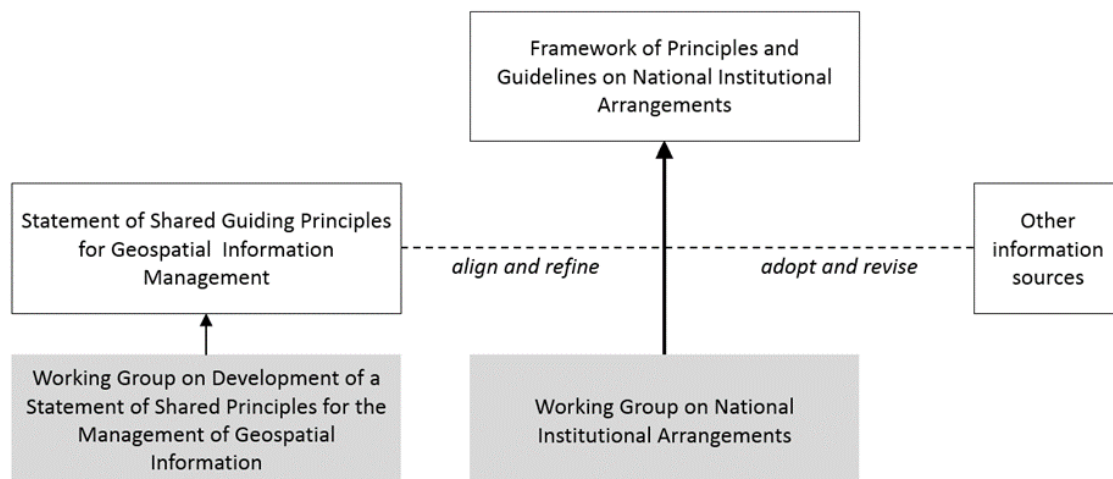 Framework of Principles and
Guidelines on National Institutional
Arrangements
Statement of Shared Guiding Principles
for Geospatial Information
Management
align and refine
adopt and revise
Other
information
sources
Working Group on Development of a
Statement of Shared Principles for the
Management of Geospatial
Information
Working Group on National
Institutional Arrangements